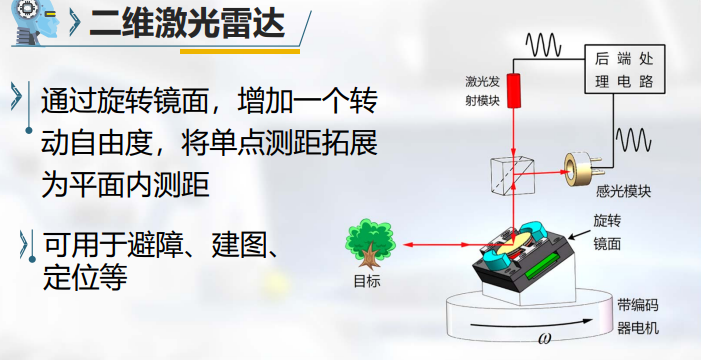 二维激光雷达
通过旋转镜面，增加一个转
动自由度，将单点测距拓展
为平面内测距
可用于避障、建图、
定位等
后端处
理电路
激光发
射模块
感光模块
旋转
镜面
目标
带编码
器电机
ω